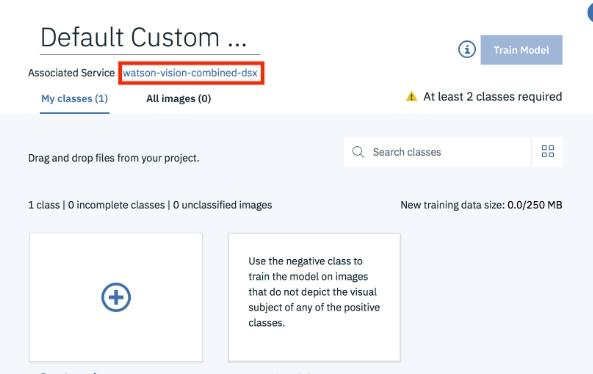 Default Custom ...
Train Model
Associated Service watson-vision-combined-dsx
My classes (1) All images (0)
At least 2 classes required
Drag and drop files from your project.
Search classes
1 class | 0 incomplete classes | 0 unclassified images
New training data size: 0.0/250 MB
Use the negative class to
train the model on images
that do not depict the visual
subject of any of the positive
classes.